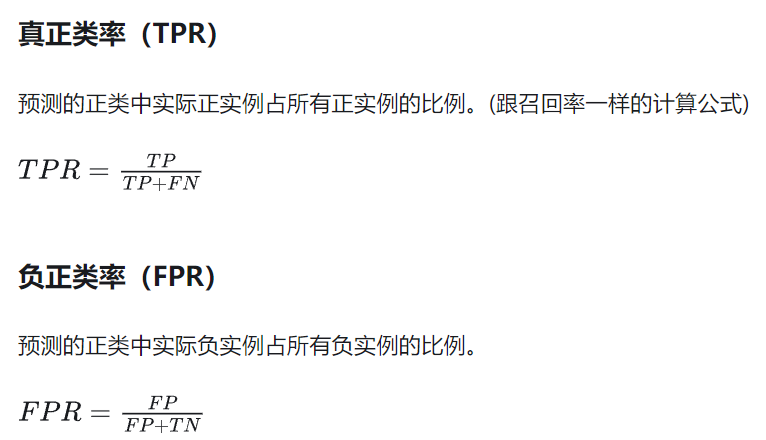 真正类率（TPR）
预测的正类中实际正实例占所有正实例的比例。(跟召回率一样的计算公式)
TPR = \frac{TP}{TP+FN}
负正类率（FPR）
预测的正类中实际负实例占所有负实例的比例。
FPR = \frac{FP}{FP+TN}